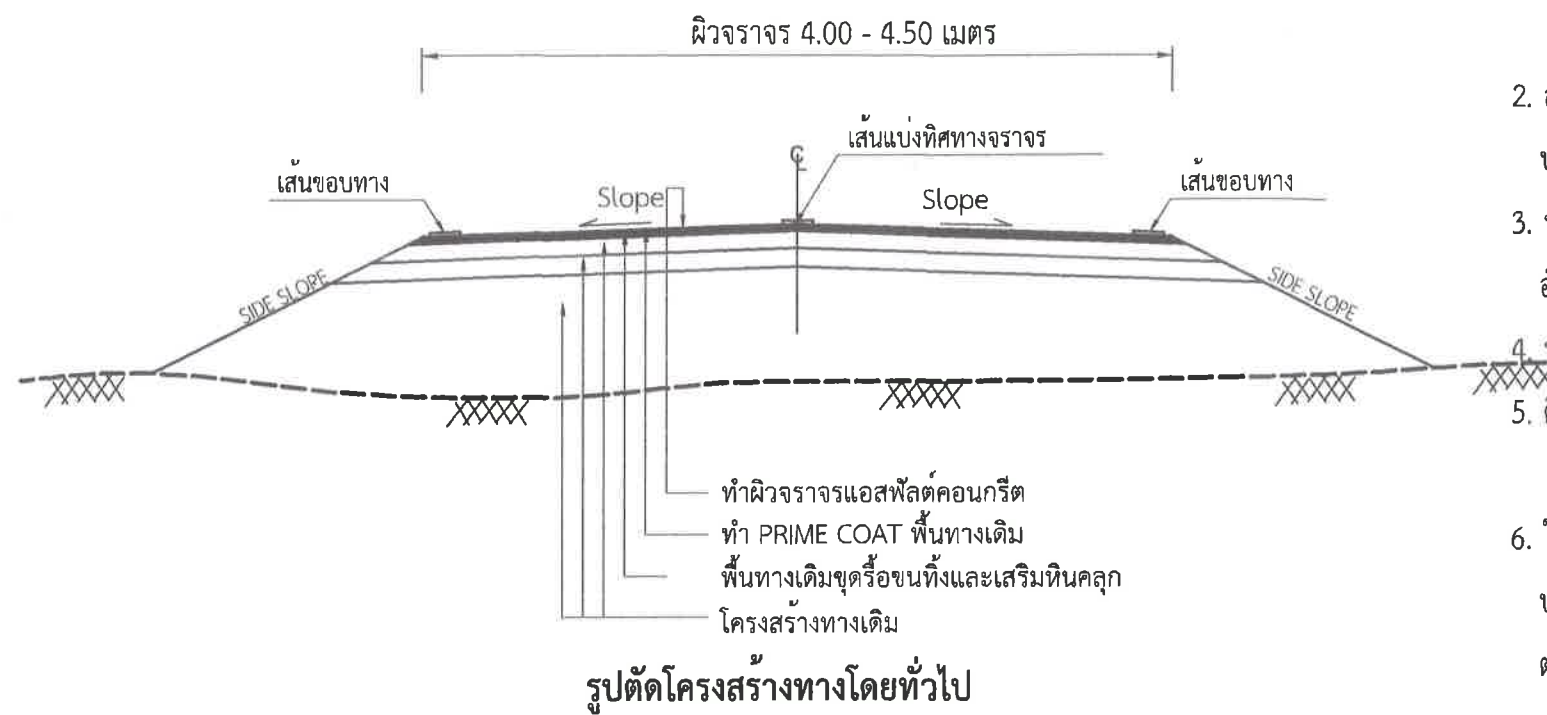 ผิวจราจร 4.00 - 4.50 เมตร
เส้นแบ่งทิศทางจราจร
℄
เส้นขอบทาง
Slope
Slope
เส้นขอบทาง
SIDE SLOPE
SIDE SLOPE
ทำผิวจราจรแอสฟัลต์คอนกรีต
ทำ PRIME COAT พื้นทางเดิม
พื้นทางเดิมขุดรื้อขนทิ้งและเสริมหินคลุก
โครงสร้างทางเดิม
รูปตัดโครงสร้างทางโดยทั่วไป
2.
3.
4.
5.
6.